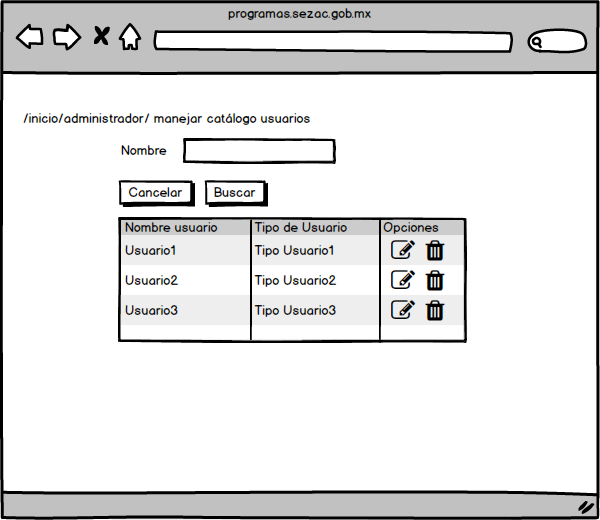 programas.sezac.gob.mx
/inicio/administrador/ manejar catálogo usuarios
Nombre
Cancelar Buscar
Nombre usuario Tipo de Usuario Opciones
Usuario1 Tipo Usuario1
Usuario2 Tipo Usuario2
Usuario3 Tipo Usuario3